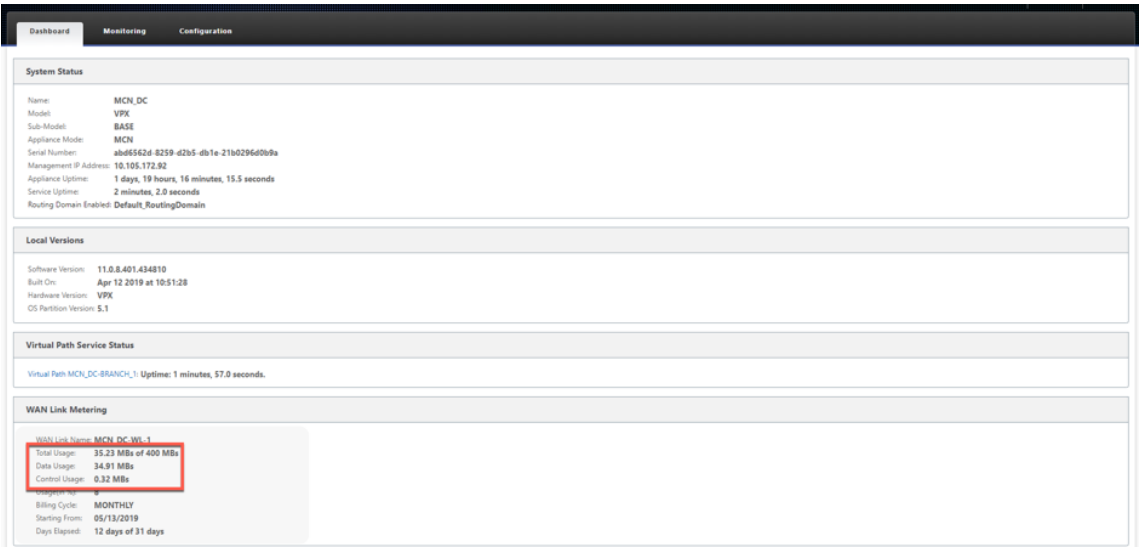 Dashboard Monitoring Configuration
System Status
Name: MCN_DC
Model: VPX
Sub-Model: BASE
Appliance Mode: MCN
Serial Number: abd6562d-8259-d2b5-db1e-21b0296d0b9a
Management IP Address: 10.105.172.92
Appliance Uptime: 1 days, 19 hours, 16 minutes, 15.5 seconds
Service Uptime: 2 minutes, 2.0 seconds
Routing Domain Enabled: Default_RoutingDomain
Local Versions
Software Version: 11.0.8.401.434810
Built On: Apr 12 2019 at 10:51:28
Hardware Version: VPX
OS Partition Version: 5.1
Virtual Path Service Status
Virtual Path MCN_DC-BRANCH_1: Uptime: 1 minutes, 57.0 seconds.
WAN Link Metering
WAN Link Name: MCN_DC-WL-1
Total Usage: 35.23 MBs of 400 MBs
Data Usage: 34.91 MBs
Control Usage: 0.32 MBs
Usage(in %): 8
Billing Cycle: MONTHLY
Starting From: 05/13/2019
Days Elapsed: 12 days of 31 days